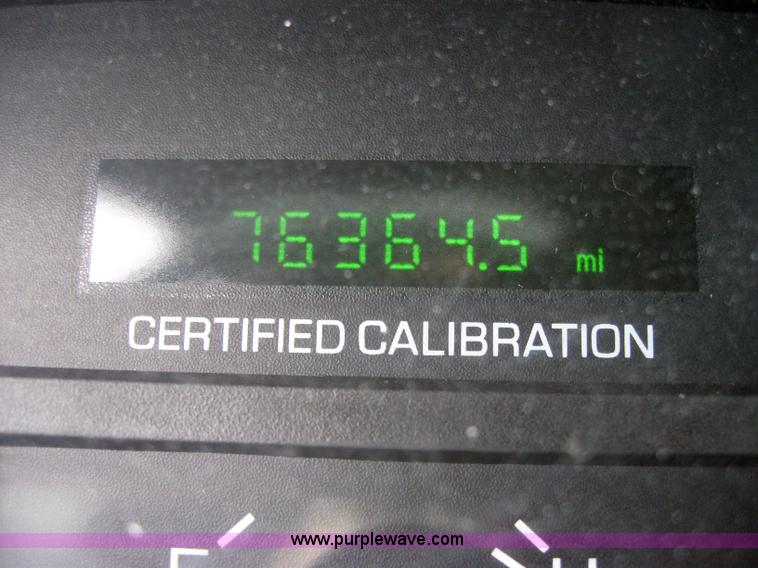 76364.5 mi
CERTIFIED CALIBRATION
www.purplewave.com
F H